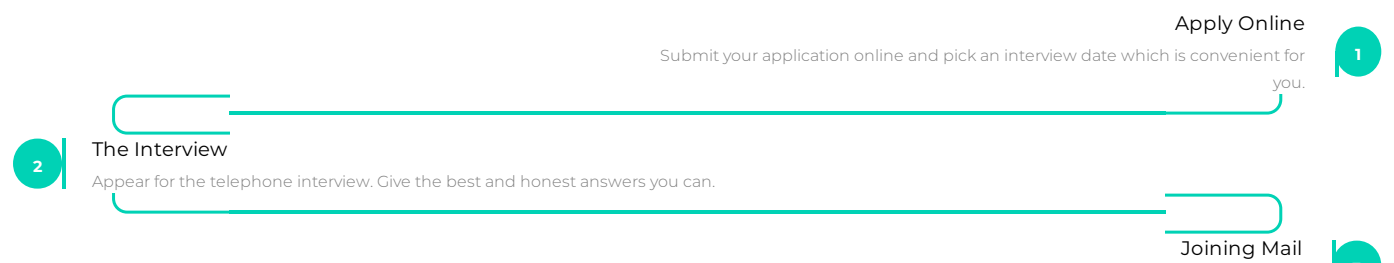 Apply Online
1
Submit your application online and pick an interview date which is convenient for
you.
2
The Interview
Appear for the telephone interview. Give the best and honest answers you can.
Joining Mail